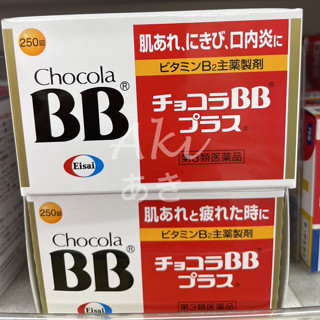 250錠
肌あれ、にきび、口内炎に
ビタミンB2主薬製剤
Chocola
BB®
チョコラBB®
プラス
Eisai
第3類医薬品
Aki
あき
250錠
肌あれと疲れた時に
ビタミンB2主薬製剤
Chocola
BB®
チョコラBB®
プラス
Eisai
第3類医薬品